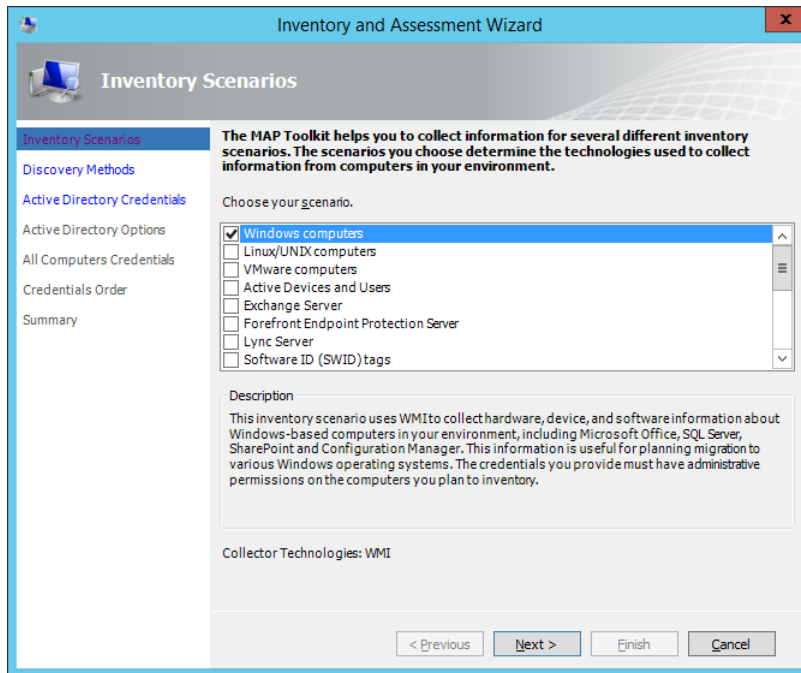 Inventory and Assessment Wizard
x
Inventory Scenarios
Inventory Scenarios
Discovery Methods
Active Directory Credentials
Active Directory Options
All Computers Credentials
Credentials Order
Summary
The MAP Toolkit helps you to collect information for several different inventory
scenarios. The scenarios you choose determine the technologies used to collect
information from computers in your environment.
Choose your scenario.
Windows computers
Linux/UNIX computers
VMware computers
Active Devices and Users
Exchange Server
Forefront Endpoint Protection Server
Lync Server
Software ID (SWID) tags
Description
This inventory scenario uses WMI to collect hardware, device, and software information about
Windows-based computers in your environment, including Microsoft Office, SQL Server,
SharePoint and Configuration Manager. This information is useful for planning migration to
various Windows operating systems. The credentials you provide must have administrative
permissions on the computers you plan to inventory.
Collector Technologies: WMI
< Previous
Next >
Finish
Cancel